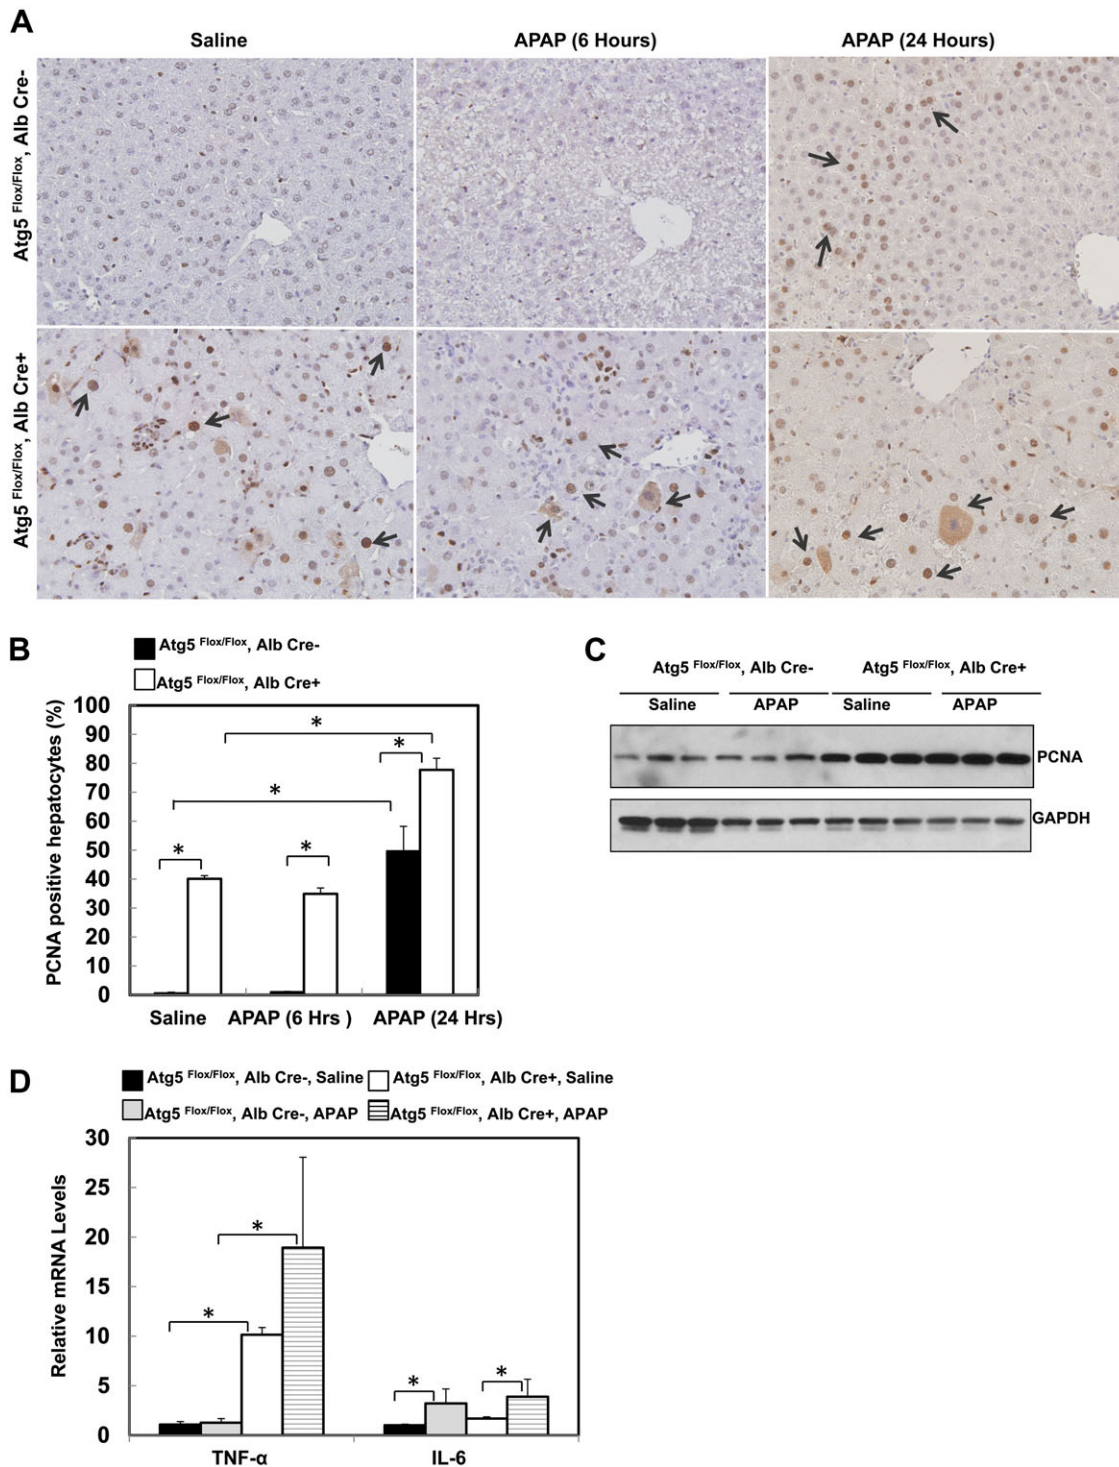 A
Saline APAP (6 Hours) APAP (24 Hours)
Atg5 Flox/Flox, Alb Cre-
Atg5 Flox/Flox, Alb Cre+
B
Atg5 Flox/Flox, Alb Cre-
Atg5 Flox/Flox, Alb Cre+
PCNA positive hepatocytes (%)
100
90
80
70
60
50
40
30
20
10
0
* * * * *
Saline APAP (6 Hrs ) APAP (24 Hrs)
C
Atg5 Flox/Flox, Alb Cre- Atg5 Flox/Flox, Alb Cre+
Saline APAP Saline APAP
PCNA
GAPDH
D
Atg5 Flox/Flox, Alb Cre-, Saline Atg5 Flox/Flox, Alb Cre+, Saline
Atg5 Flox/Flox, Alb Cre-, APAP Atg5 Flox/Flox, Alb Cre+, APAP
Relative mRNA Levels
30
25
20
15
10
5
0
* * * *
TNF-α IL-6